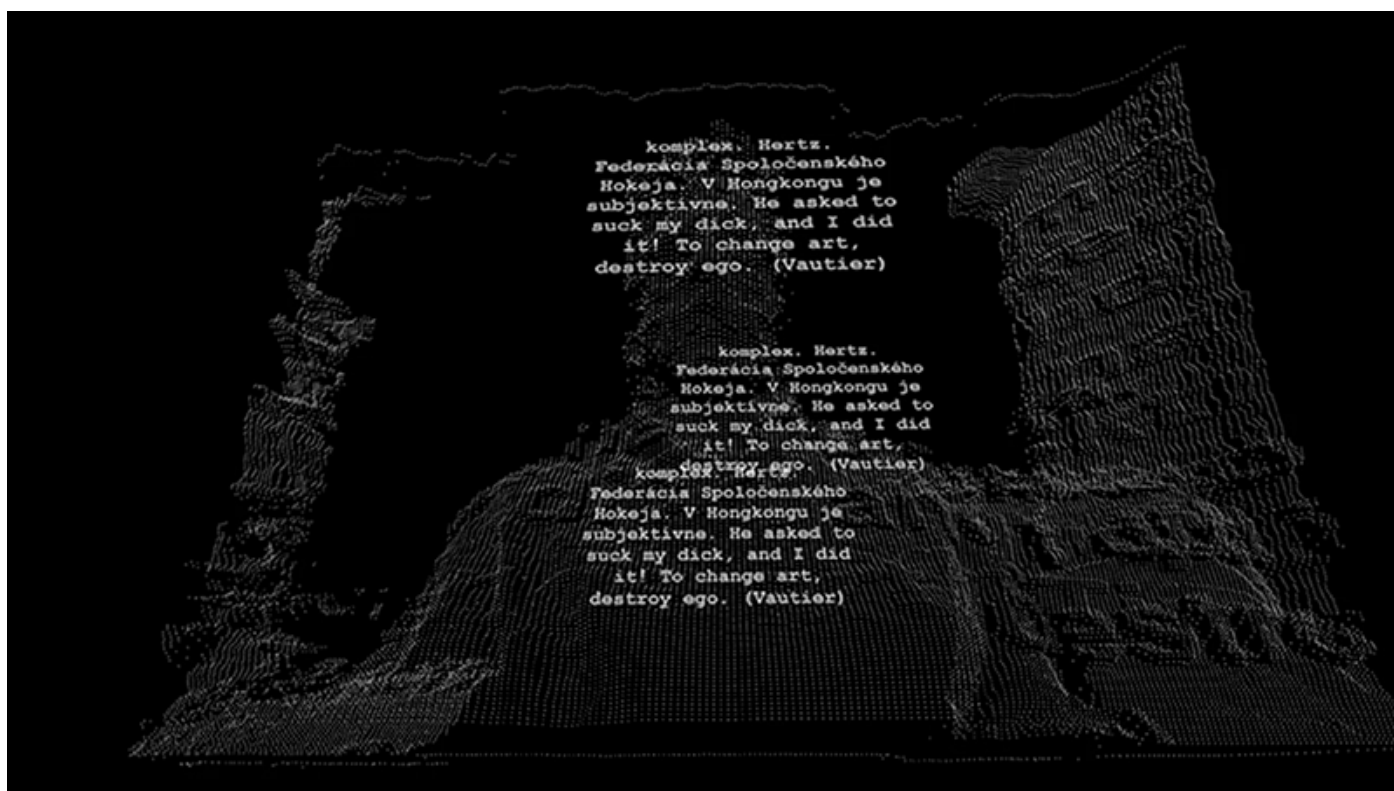 komplex. Hertz.
Federácia Spoločenského
Hokeja. V Hongkongu je
subjektivne. He asked to
suck my dick, and I did
it! To change art,
destroy ego. (Vautier)
komplex. Hertz.
Federácia Spoločenského
Hokeja. V Hongkongu je
subjektivne. He asked to
suck my dick, and I did
it! To change art,
destroy ego. (Vautier)
komplex. Hertz.
Federácia Spoločenského
Hokeja. V Hongkongu je
subjektivne. He asked to
suck my dick, and I did
it! To change art,
destroy ego. (Vautier)